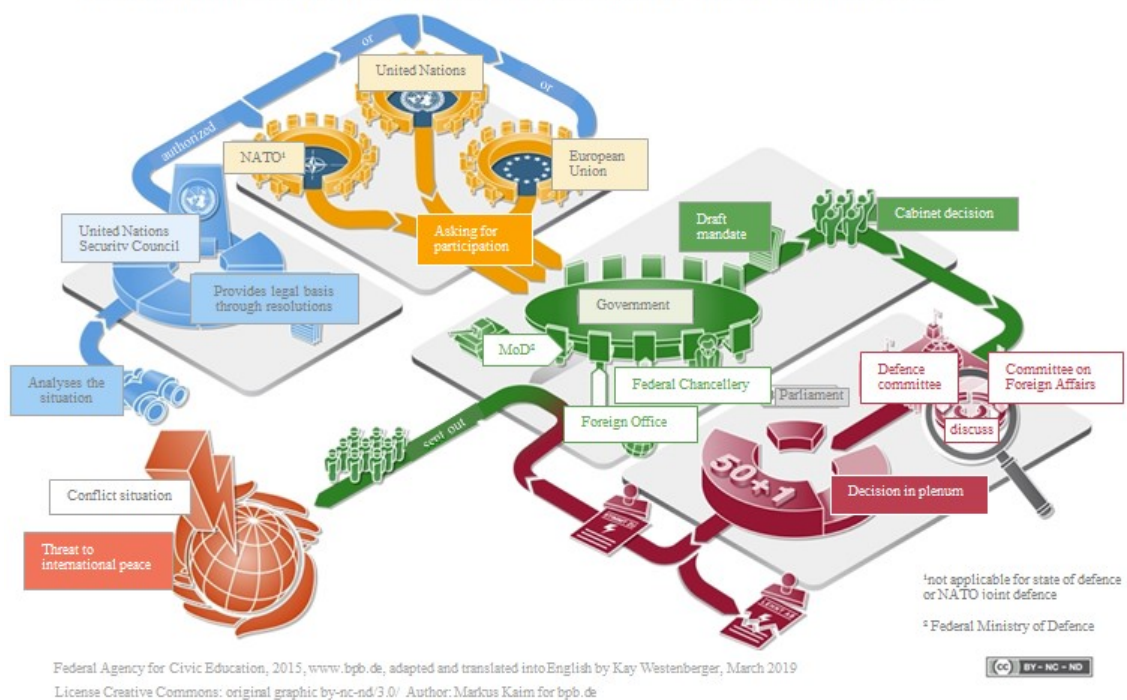 or
United Nations
or
authorized
NATO¹
European
Union
United Nations
Security Council
Asking for
participation
Draft
mandate
Cabinet decision
Provides legal basis
through resolutions
Government
MoD²
Federal Chancellery
Foreign Office
Parliament
Defence
committee
Committee on
Foreign Affairs
discuss
Analyses the
situation
sent out
50+1
Decision in plenum
Conflict situation
Threat to
international peace
STIMMT ZU
LEHNT AB
¹not applicable for state of defence
or NATO joint defence
² Federal Ministry of Defence
Federal Agency for Civic Education, 2015, www.bpb.de, adapted and translated into English by Kay Westenberger, March 2019
License Creative Commons: original graphic by-nc-nd/3.0/ Author: Markus Kaim for bpb.de
cc BY - NC - ND